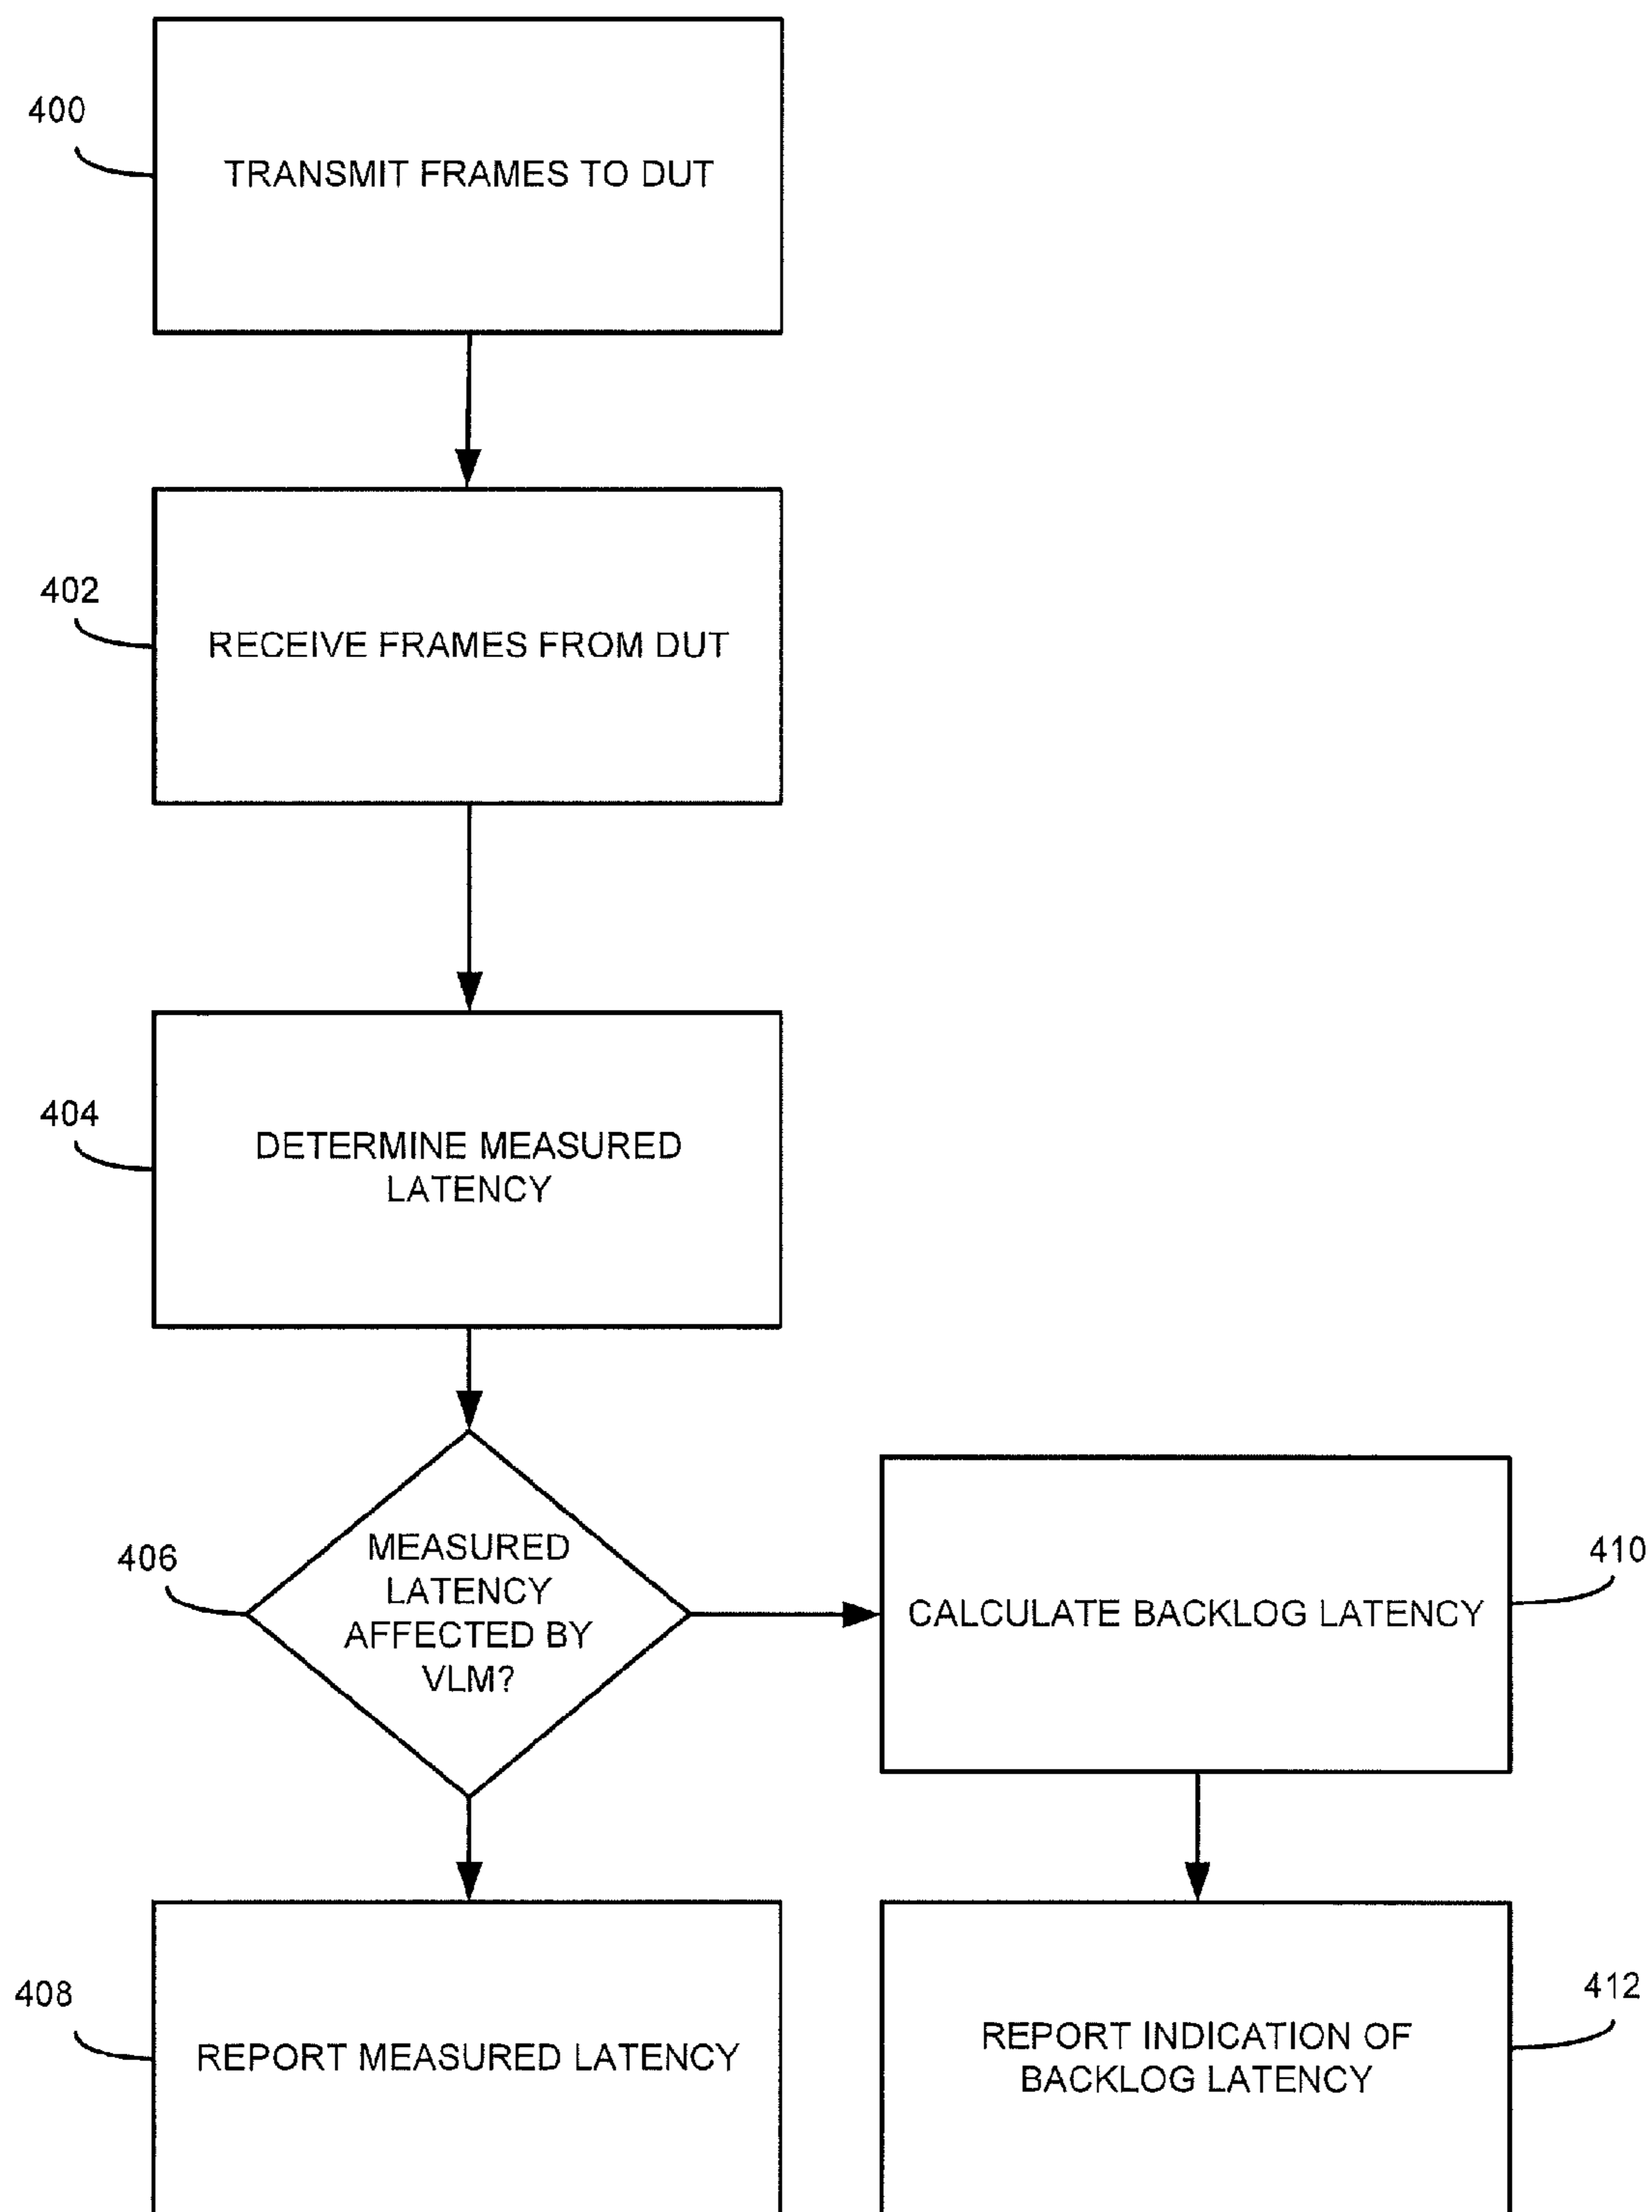 400
TRANSMIT FRAMES TO DUT
402
RECEIVE FRAMES FROM DUT
404
DETERMINE MEASURED
LATENCY
406
MEASURED
LATENCY
AFFECTED BY
VLM?
410
CALCULATE BACKLOG LATENCY
408
REPORT MEASURED LATENCY
412
REPORT INDICATION OF
BACKLOG LATENCY